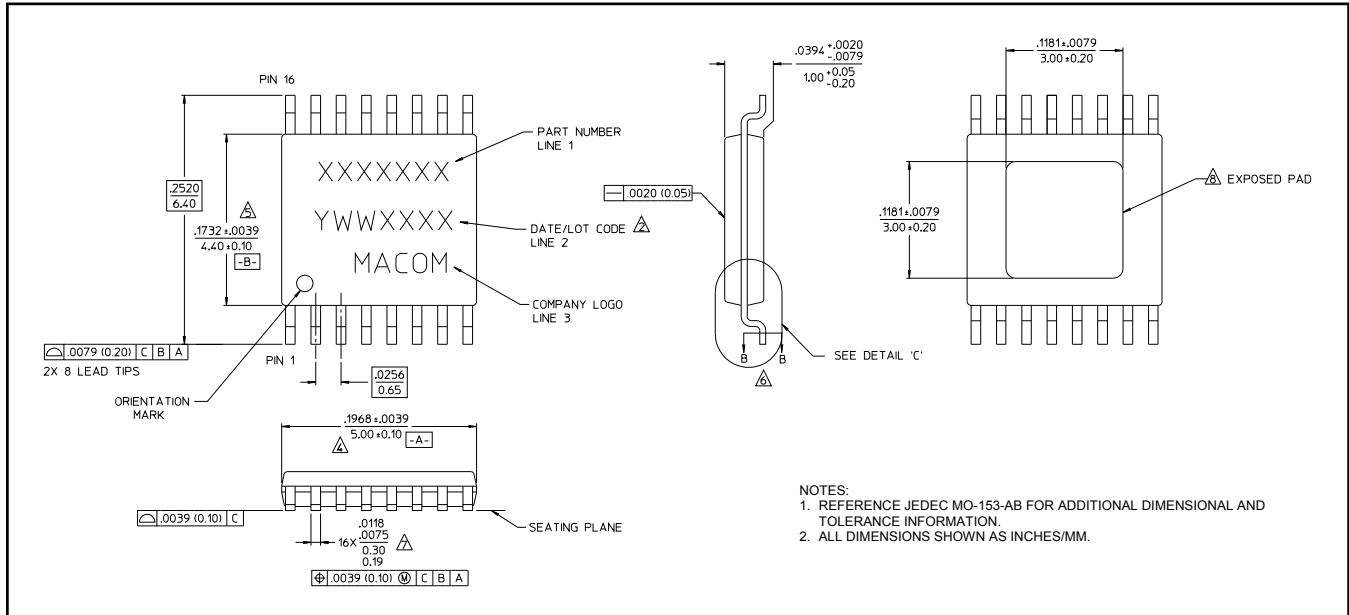 PIN 16
XXXXXXX
YWWXXXX
MACOM
PART NUMBER
LINE 1
DATE/LOT CODE 2
LINE 2
COMPANY LOGO
LINE 3
.2520
6.40
5
.1732±.0039
4.40±0.10
-B-
.0079 (0.20) C B A
2X 8 LEAD TIPS
PIN 1
ORIENTATION
MARK
.0256
0.65
.1968±.0039
5.00±0.10 -A-
4
.0039 (0.10) C
SEATING PLANE
16X .0118
.0075
0.30
0.19
7
⌖ .0039 (0.10) Ⓜ C B A
.0394 +.0020
-.0079
1.00 +0.05
-0.20
.0020 (0.05)
B B
6
SEE DETAIL 'C'
.1181±.0079
3.00±0.20
.1181±.0079
3.00±0.20
8 EXPOSED PAD
NOTES:
1. REFERENCE JEDEC MO-153-AB FOR ADDITIONAL DIMENSIONAL AND
TOLERANCE INFORMATION.
2. ALL DIMENSIONS SHOWN AS INCHES/MM.